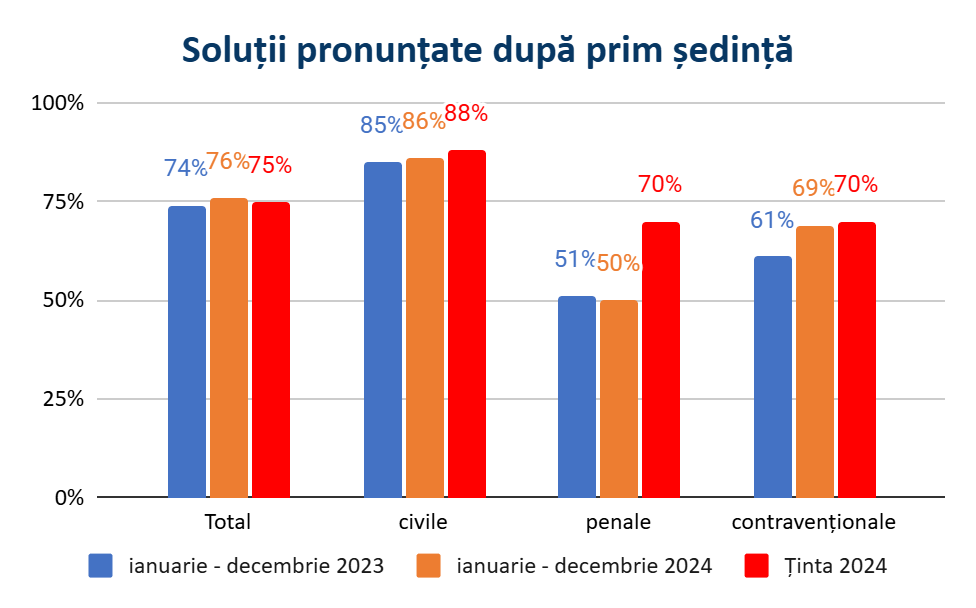 Soluții pronunțate după prim ședință
100%
75%
50%
25%
0%
74% 76% 75%
85% 86% 88%
51% 50% 70%
61% 69% 70%
Total civile penale contravenționale
ianuarie - decembrie 2023 ianuarie - decembrie 2024 Ținta 2024